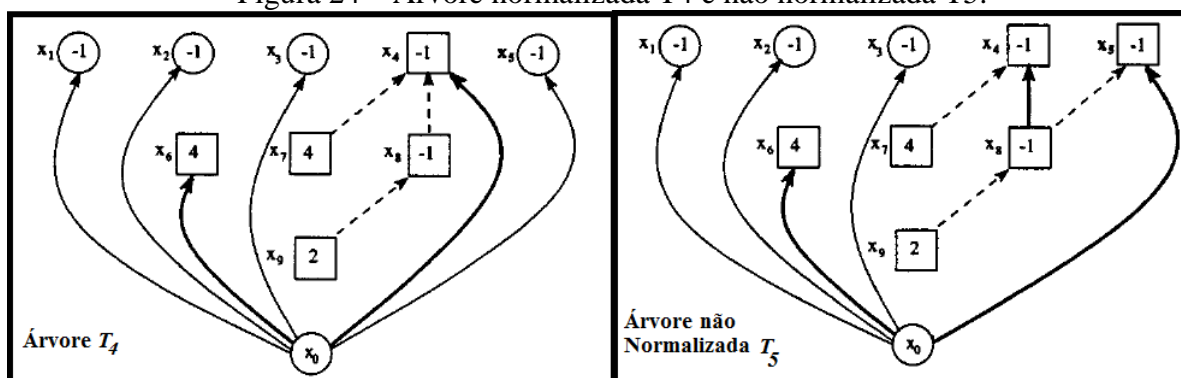 Figura 24 – Árvore normalizada T4 e não normalizada T5.
x1 -1 x2 -1 x3 -1 x4 -1 x5 -1
x6 4 x7 4 x8 -1
x9 2
Árvore T4
x0
x1 -1 x2 -1 x3 -1 x4 -1 x5 -1
x6 4 x7 4 x8 -1
x9 2
Árvore não
Normalizada T5
x0